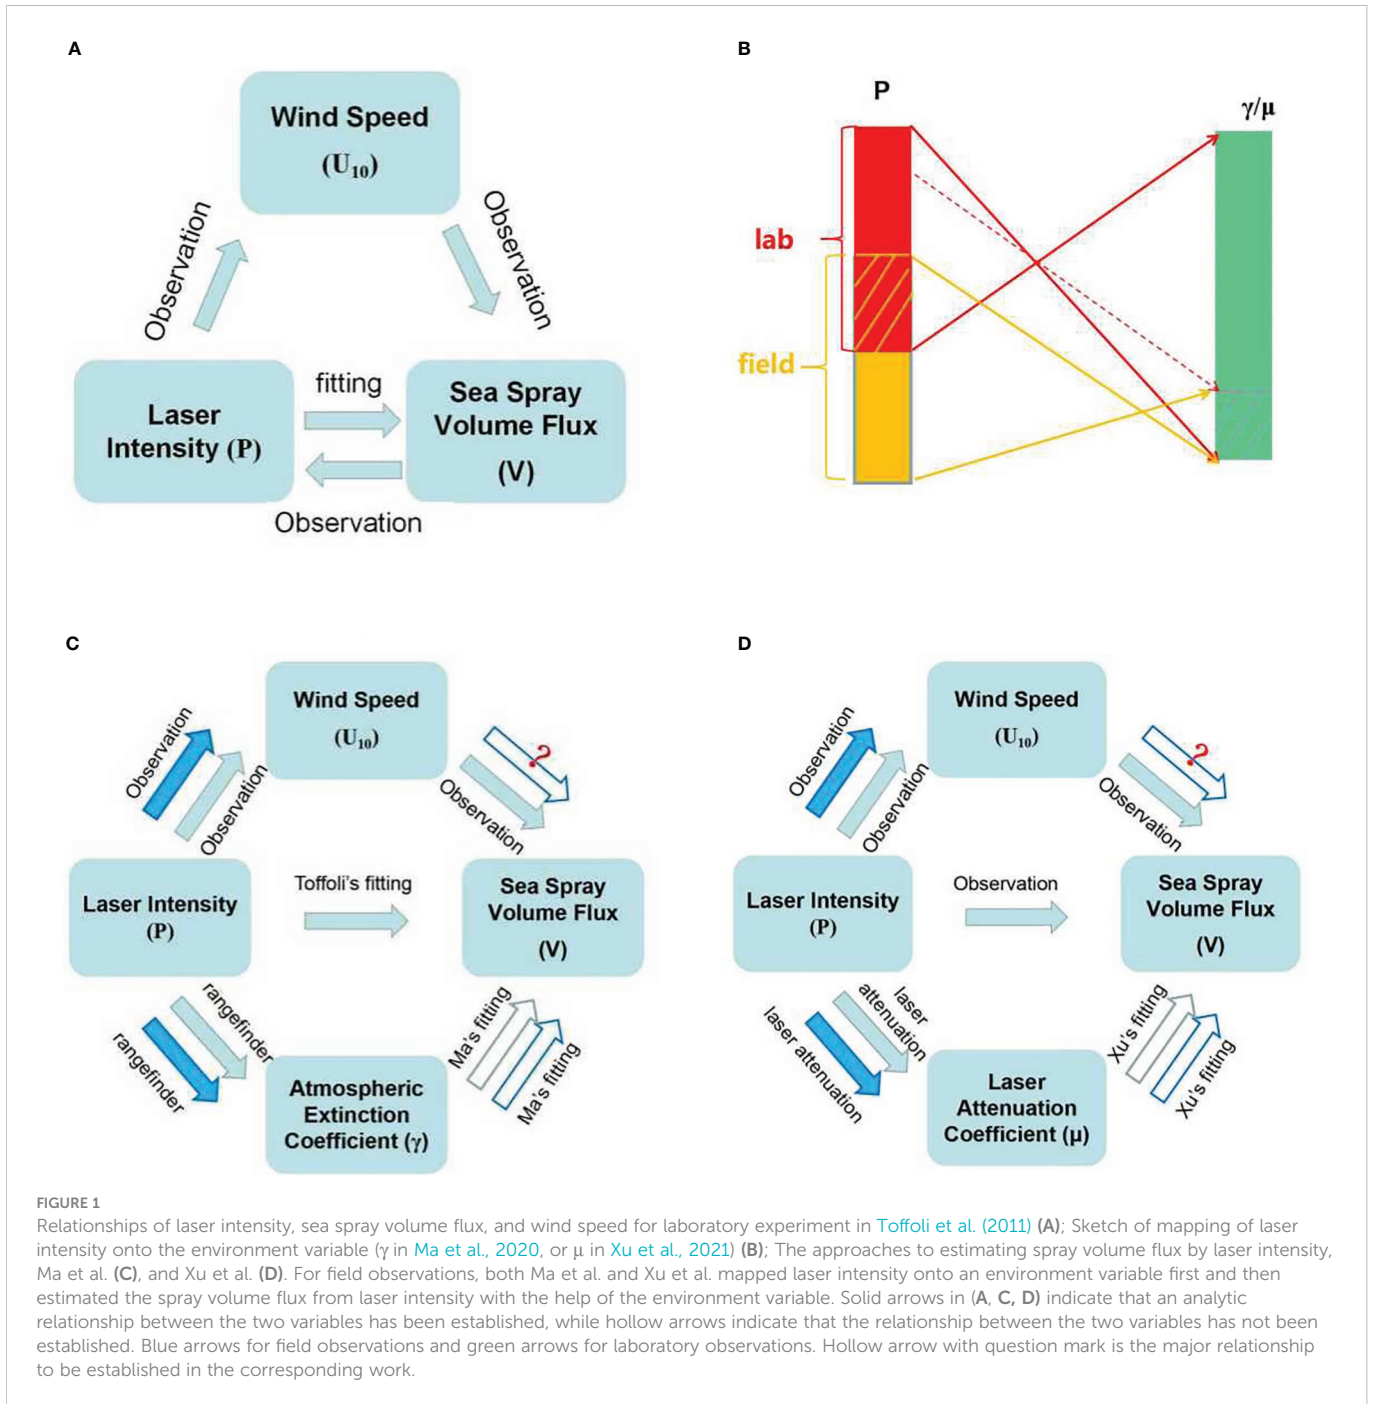 A
Wind Speed
(U10)
Observation
Observation
Laser
Intensity (P)
fitting
Sea Spray
Volume Flux
(V)
Observation
B
P
γ/μ
lab
field
C
Wind Speed
(U10)
Observation
Observation
?
Observation
Laser Intensity
(P)
Toffoli's fitting
Sea Spray
Volume Flux
(V)
rangefinder
rangefinder
Ma's fitting
Ma's fitting
Atmospheric
Extinction
Coefficient (γ)
D
Wind Speed
(U10)
Observation
Observation
?
Observation
Laser Intensity
(P)
Observation
Sea Spray
Volume Flux
(V)
laser
attenuation
laser attenuation
Xu's fitting
Xu's fitting
Laser
Attenuation
Coefficient (μ)
FIGURE 1
Relationships of laser intensity, sea spray volume flux, and wind speed for laboratory experiment in Toffoli et al. (2011) (A); Sketch of mapping of laser
intensity onto the environment variable (γ in Ma et al., 2020, or μ in Xu et al., 2021) (B); The approaches to estimating spray volume flux by laser intensity,
Ma et al. (C), and Xu et al. (D). For field observations, both Ma et al. and Xu et al. mapped laser intensity onto an environment variable first and then
estimated the spray volume flux from laser intensity with the help of the environment variable. Solid arrows in (A, C, D) indicate that an analytic
relationship between the two variables has been established, while hollow arrows indicate that the relationship between the two variables has not been
established. Blue arrows for field observations and green arrows for laboratory observations. Hollow arrow with question mark is the major relationship
to be established in the corresponding work.